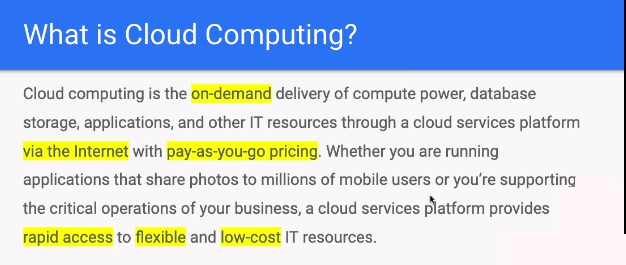 What is Cloud Computing?
Cloud computing is the on-demand delivery of compute power, database
storage, applications, and other IT resources through a cloud services platform
via the Internet with pay-as-you-go pricing. Whether you are running
applications that share photos to millions of mobile users or you're supporting
the critical operations of your business, a cloud services platform provides
rapid access to flexible and low-cost IT resources.